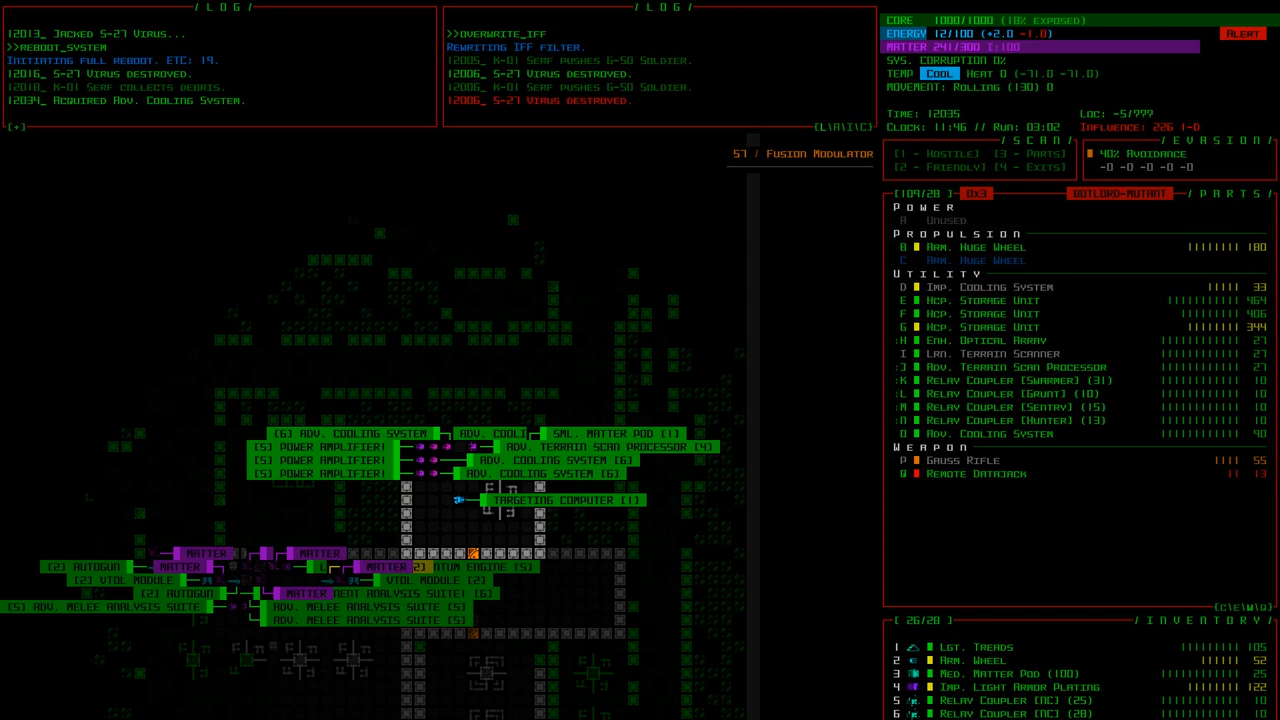 / L O G /
12013_ Jacked S-27 Virus...
>>REBOOT_SYSTEM
Initiating full reboot. ETC: 19.
12016_ S-27 Virus destroyed.
12018_ K-01 Serf collects debris.
12034_ Acquired Adv. Cooling System.
[+]
/ L O G /
>>OVERWRITE_IFF
Rewriting IFF filter.
12005_ K-01 Serf pushes G-50 Soldier.
12006_ S-27 Virus destroyed.
12006_ K-01 Serf pushes G-50 Soldier.
12006_ S-27 Virus destroyed.
[L\A\I\C]
CORE 1000/1000 (18% exposed)
ENERGY 12/100 (+2.0 -1.0) ALERT
MATTER 241/300 I:100
SYS. CORRUPTION 0%
TEMP Cool HEAT 0 (-71.0 -71.0)
MOVEMENT: Rolling (130) 0
Time: 12035 Loc: -5/???
Clock: 11:46 // Run: 03:02 Influence: 226 1-D
/ S C A N /
[1 - Hostile] [3 - Parts]
[2 - Friendly] [4 - Exits]
/ E V A S I O N /
40% Avoidance
-0 -0 -0 -0 -0
57 / Fusion Modulator
[109/28 ] 0x3 BOTLORD-MUTANT / P A R T S /
P o w e r
A Unused
P r o p u l s i o n
B Arm. Huge Wheel 180
C Arm. Huge Wheel
U t i l i t y
D Imp. Cooling System 33
E Hcp. Storage Unit 464
F Hcp. Storage Unit 406
G Hcp. Storage Unit 344
:H Enh. Optical Array 27
I Lrn. Terrain Scanner 27
:J Adv. Terrain Scan Processor 27
:K Relay Coupler [Swarmer] (31) 10
:L Relay Coupler [Grunt] (10) 10
:M Relay Coupler [Sentry] (15) 10
:N Relay Coupler [Hunter] (13) 10
O Adv. Cooling System 90
W e a p o n
P Gauss Rifle 55
Q Remote Datajack 13
[C\E\W\Q]
[6] Adv. Cooling System Adv. Cooli Sml. Matter Pod [1]
[5] Power Amplifier! Adv. Terrain Scan Processor [4]
[5] Power Amplifier! Adv. Cooling System [6]
[5] Power Amplifier! Adv. Cooling System [6]
Targeting Computer [1]
Matter Matter
[2] Autogun Matter L Matter 2] ntium Engine [5]
[2] VTOL Module VTOL Module [2]
[2] Autogun Matter nent Analysis Suite! [6]
[5] Adv. Melee Analysis Suite Adv. Melee Analysis Suite [5]
Adv. Melee Analysis Suite [5]
[ 26/28 ] / I N V E N T O R Y /
1 Lgt. Treads 105
2 Arm. Wheel 52
3 Med. Matter Pod (100) 25
4 Imp. Light Armor Plating 122
5 Relay Coupler [NC] (25) 10
6 Relay Coupler [NC] (28) 10